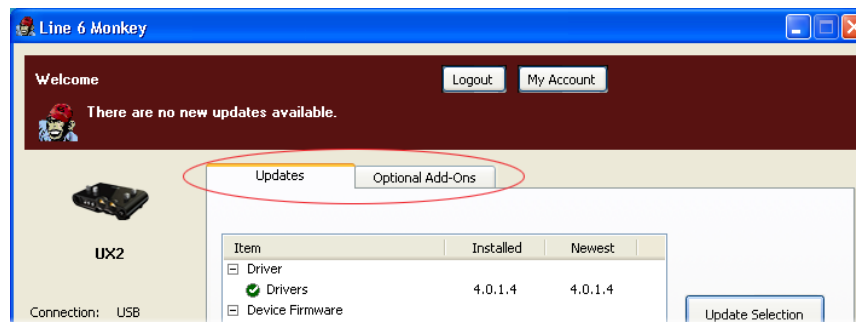 Line 6 Monkey
Welcome
Logout
My Account
There are no new updates available.
Updates
Optional Add-Ons
UX2
Item Installed Newest
Driver
Drivers 4.0.1.4 4.0.1.4
Device Firmware
Connection: USB
Update Selection